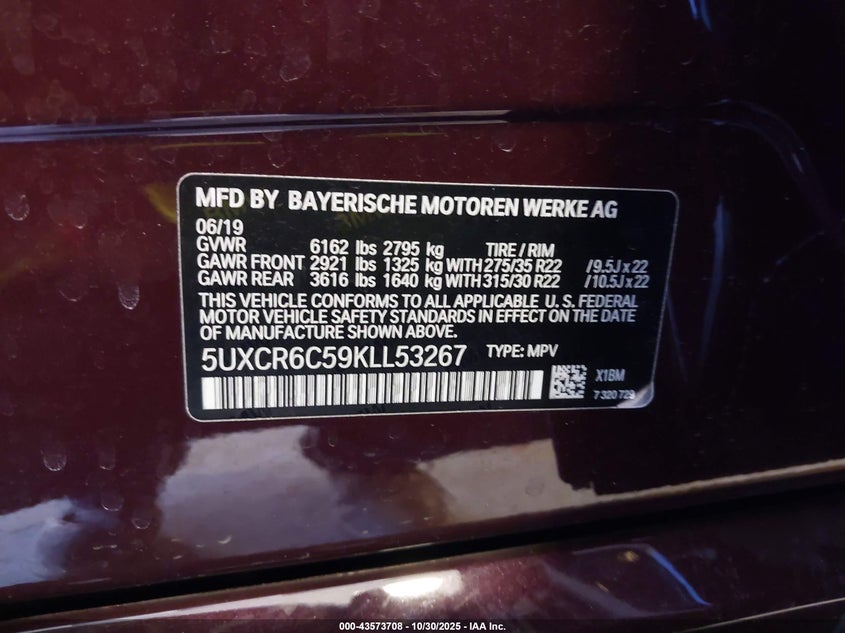 MFD BY BAYERISCHE MOTOREN WERKE AG
06/19
GVWR 6162 lbs 2795 kg TIRE / RIM
GAWR FRONT 2921 lbs 1325 kg WITH 275/35 R22 /9.5J x 22
GAWR REAR 3616 lbs 1640 kg WITH 315/30 R22 /10.5J x 22
THIS VEHICLE CONFORMS TO ALL APPLICABLE U.S. FEDERAL
MOTOR VEHICLE SAFETY STANDARDS IN EFFECT ON THE DATE
OF MANUFACTURE SHOWN ABOVE.
5UXCR6C59KLL53267 TYPE: MPV
X1BM
7 320 729
000-43573708 - 10/30/2025 - IAA Inc.